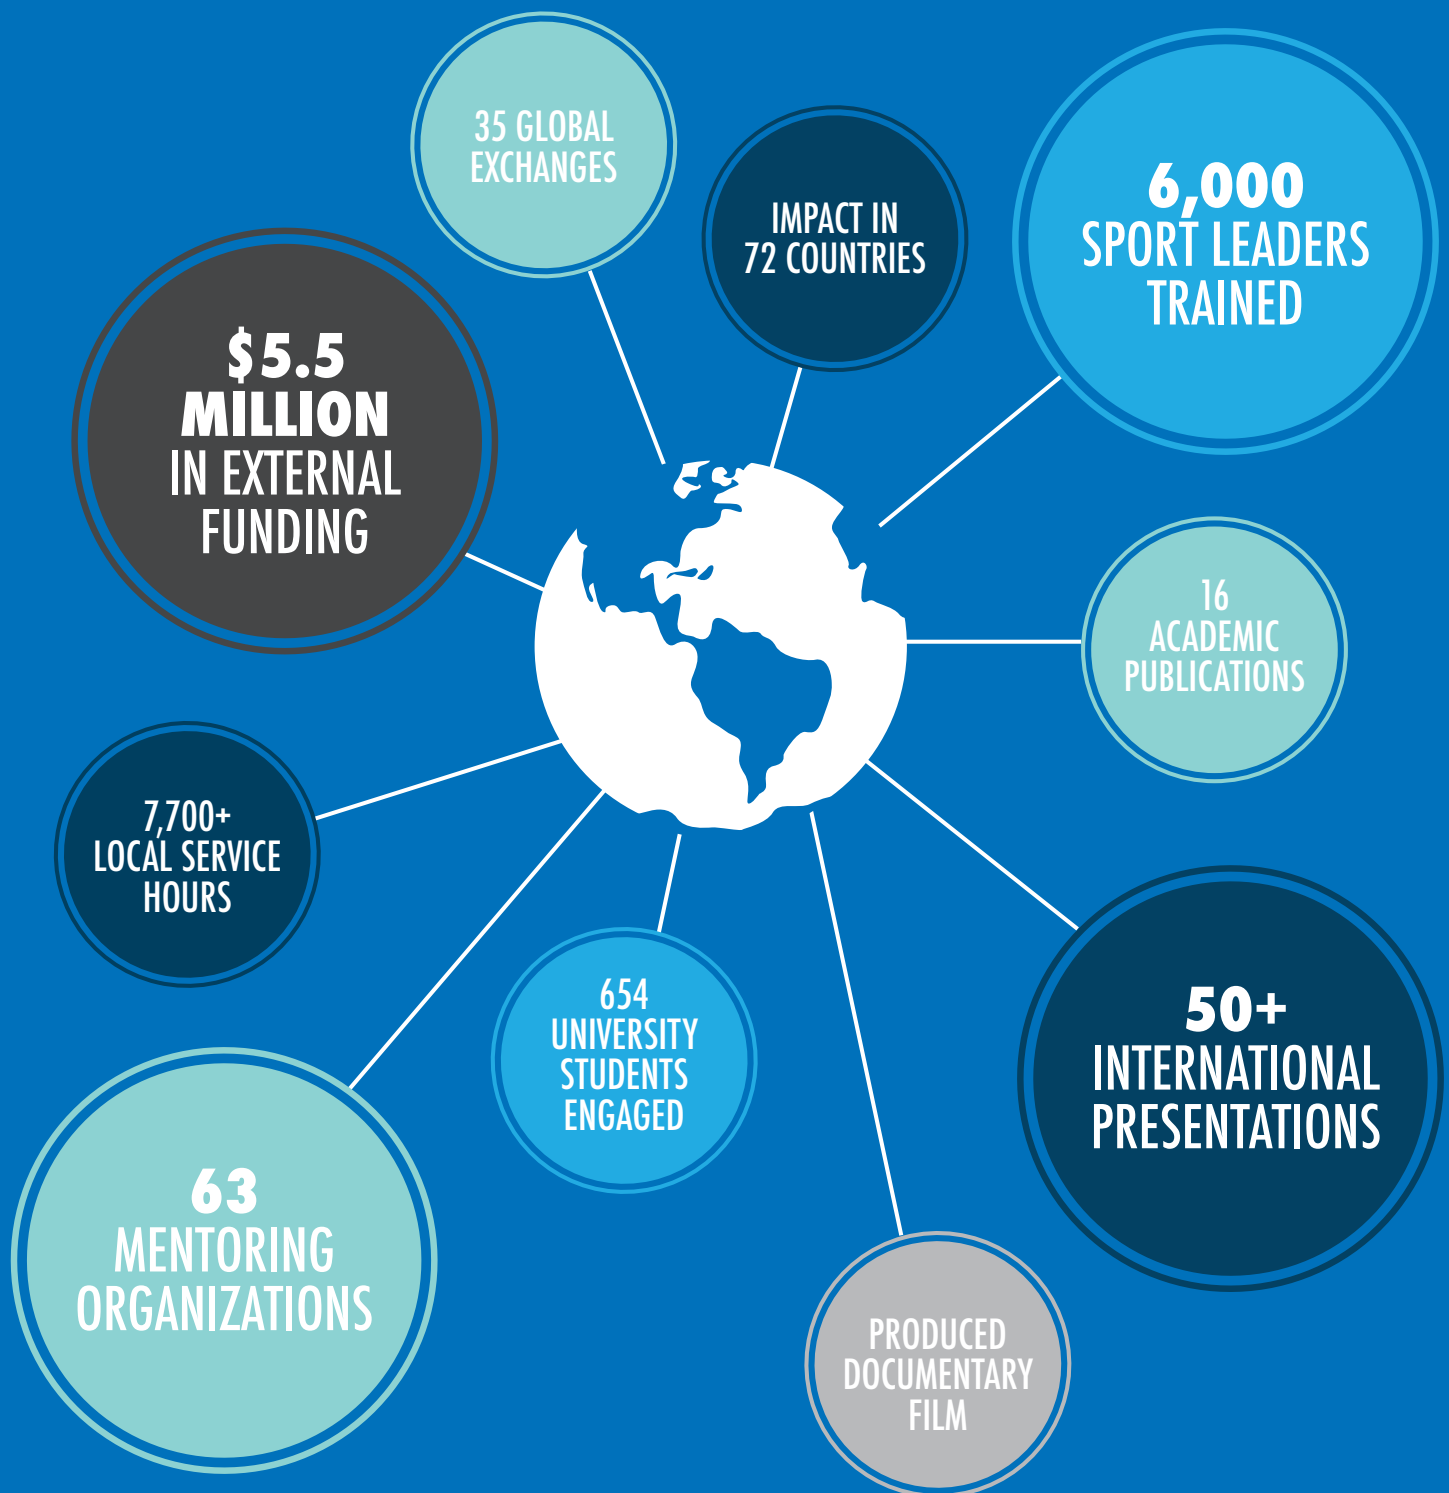 35 GLOBAL
EXCHANGES
IMPACT IN
72 COUNTRIES
6,000
SPORT LEADERS
TRAINED
$5.5
MILLION
IN EXTERNAL
FUNDING
16
ACADEMIC
PUBLICATIONS
7,700+
LOCAL SERVICE
HOURS
654
UNIVERSITY
STUDENTS
ENGAGED
50+
INTERNATIONAL
PRESENTATIONS
63
MENTORING
ORGANIZATIONS
PRODUCED
DOCUMENTARY
FILM